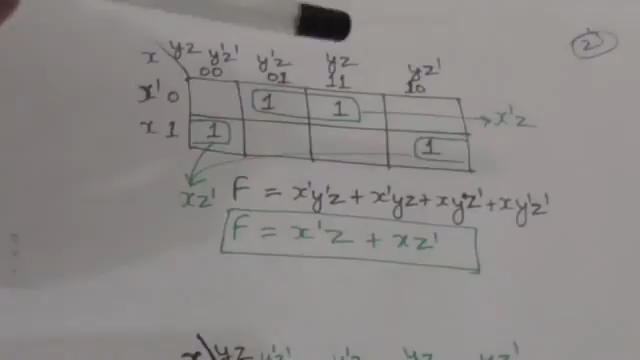 2
x yz y'z' y'z yz yz'
00 01 11 10
x' 0 1 1 x'z
x 1 1 1
xz' F = x'y'z + x'yz + xyz' + xy'z'
F = x'z + xz'
x yz y'z' y'z yz yz'